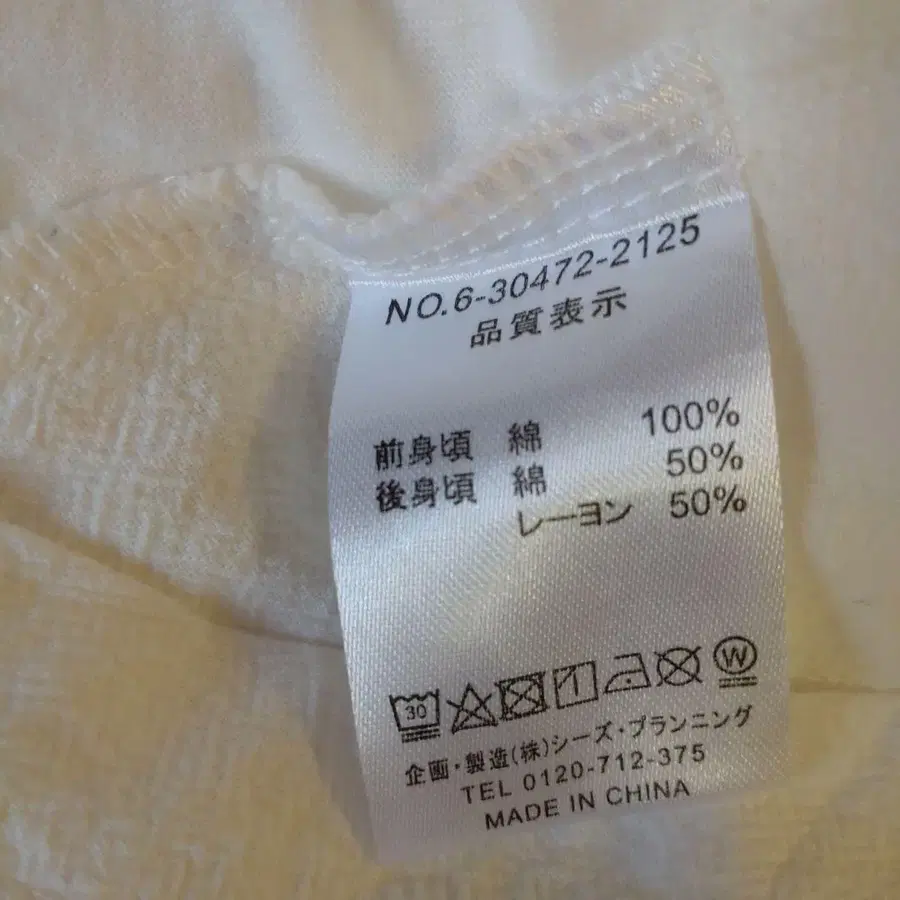 NO.6-30472-2125
品質表示
前身頃 綿 100%
後身頃 綿 50%
レーヨン 50%
30 W
企画・製造(株)シーズ・プランニング
TEL 0120-712-375
MADE IN CHINA